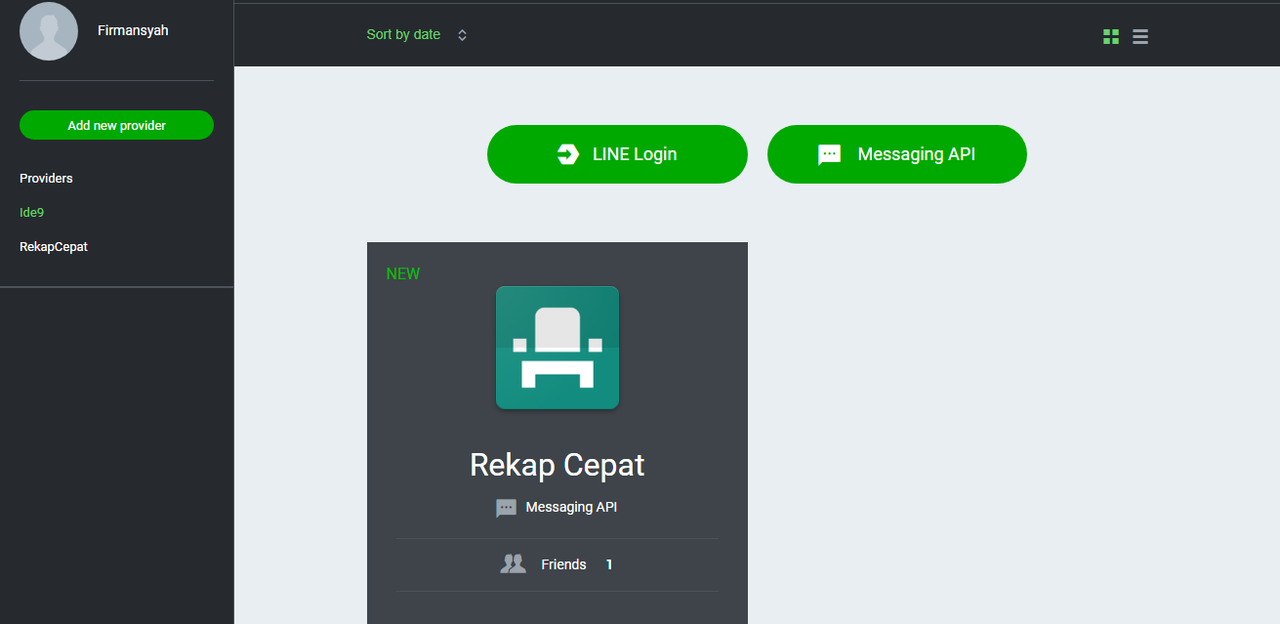 Firmansyah
Add new provider
Providers
Ide9
RekapCepat
Sort by date
LINE Login
Messaging API
NEW
Rekap Cepat
Messaging API
Friends 1